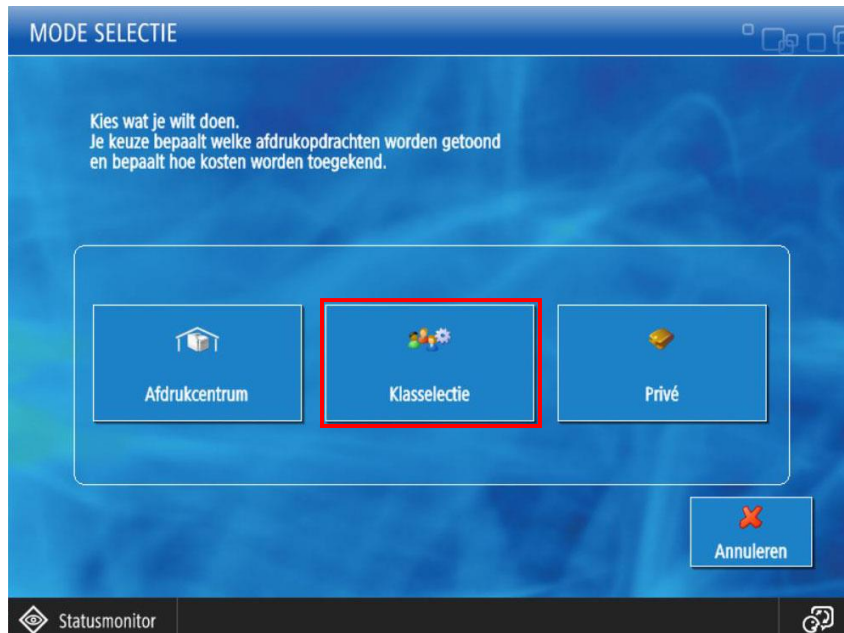 MODE SELECTIE
Kies wat je wilt doen.
Je keuze bepaalt welke afdrukopdrachten worden getoond
en bepaalt hoe kosten worden toegekend.
Afdrukcentrum
Klasselectie
Privé
Annuleren
Statusmonitor